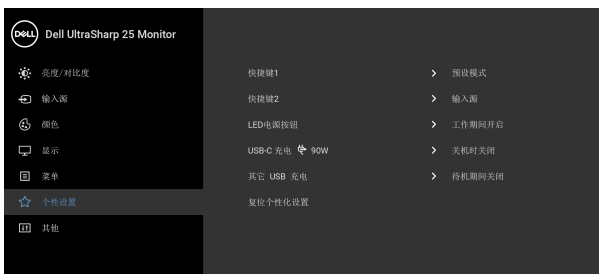 DELL Dell UltraSharp 25 Monitor
亮度/对比度 快捷键1 预设模式
输入源 快捷键2 输入源
颜色 LED电源按钮 工作期间开启
显示 USB-C 充电 90W 关机时关闭
菜单 其它 USB 充电 待机期间关闭
个性设置 复位个性化设置
其他